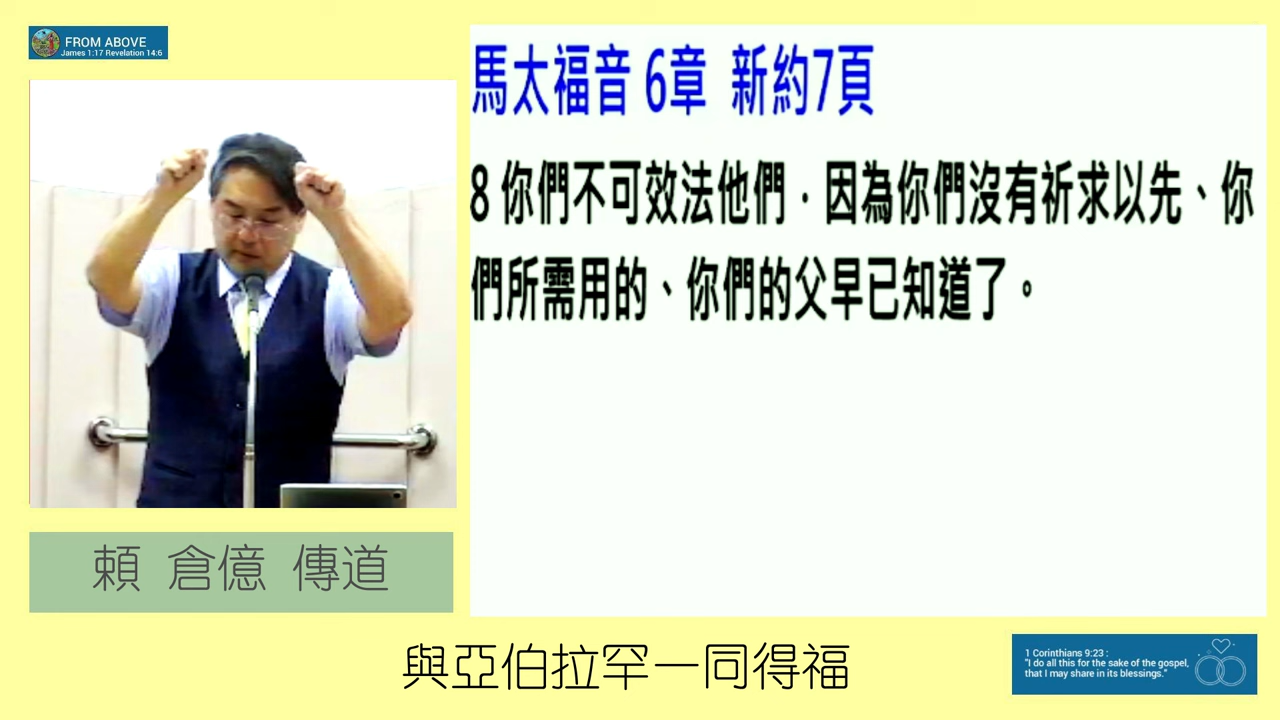 FROM ABOVE
James 1:17 Revelation 14:6
馬太福音 6章 新約7頁
8 你們不可效法他們．因為你們沒有祈求以先、你
們所需用的、你們的父早已知道了。
賴 倉億 傳道
與亞伯拉罕一同得福
1 Corinthians 9:23 :
"I do all this for the sake of the gospel,
that I may share in its blessings."